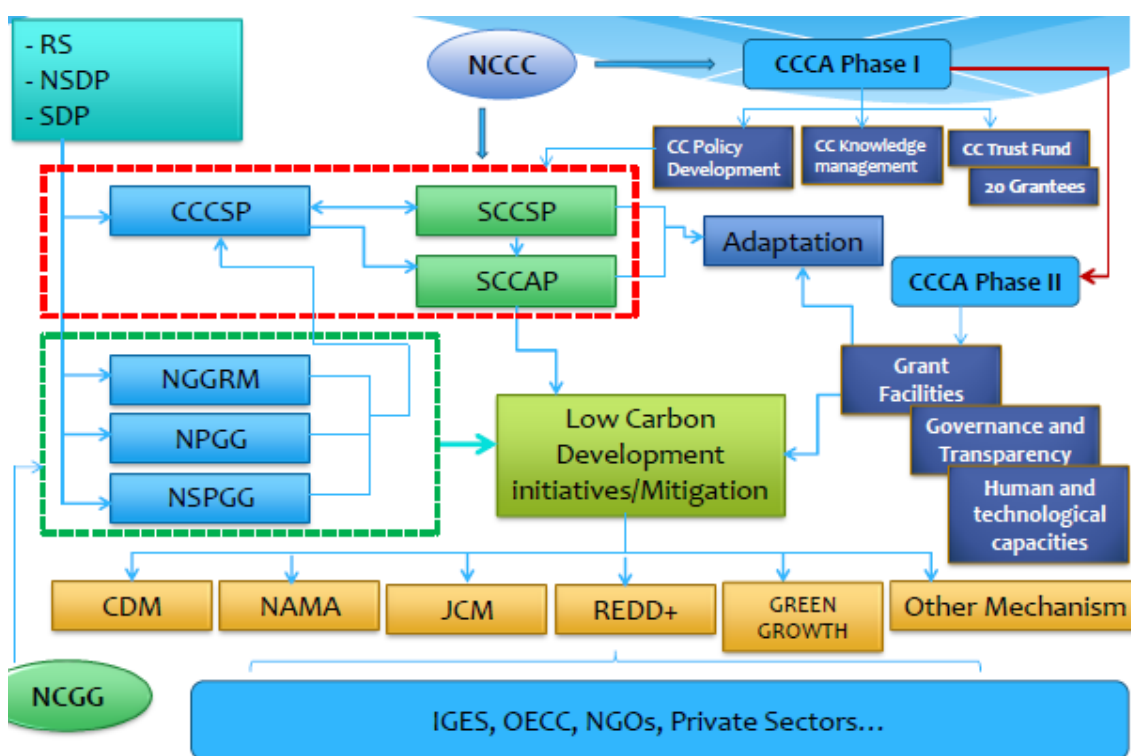 - RS
- NSDP
- SDP
NCCC
CCCA Phase I
CC Policy
Development
CC Knowledge
management
CC Trust Fund
20 Grantees
CCCSP
SCCSP
SCCAP
Adaptation
CCCA Phase II
NGGRM
NPGG
NSPGG
Low Carbon
Development
initiatives/Mitigation
Grant
Facilities
Governance and
Transparency
Human and
technological
capacities
CDM
NAMA
JCM
REDD+
GREEN
GROWTH
Other Mechanism
NCGG
IGES, OECC, NGOs, Private Sectors...